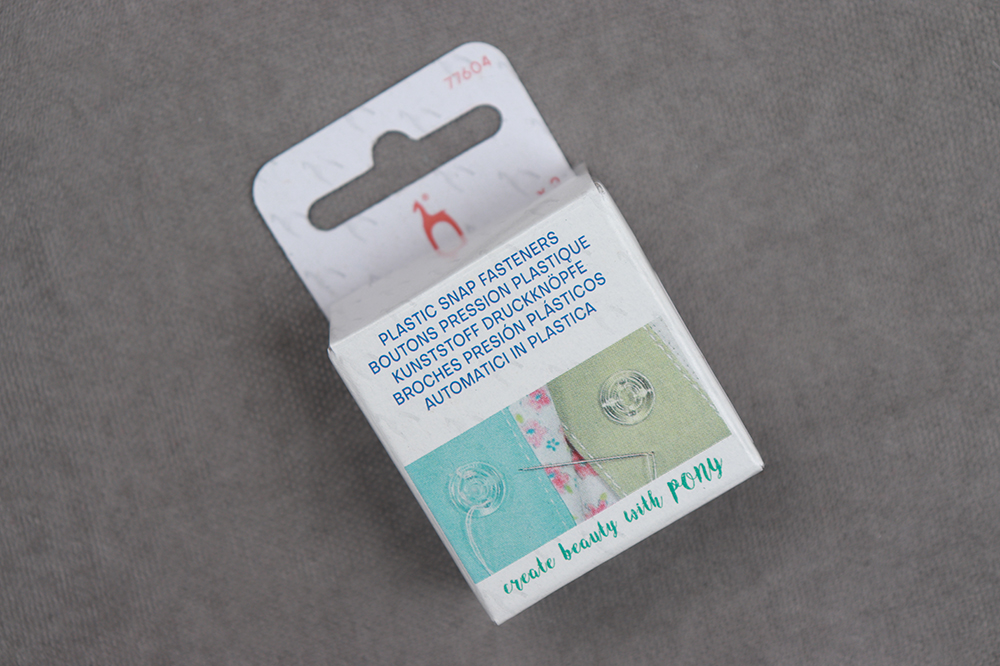 77604
PLASTIC SNAP FASTENERS
BOUTONS PRESSION PLASTIQUE
KUNSTSTOFF DRUCKKNÖPFE
BROCHES PRESIÓN PLÁSTICOS
AUTOMATICI IN PLASTICA
create beauty with PONY